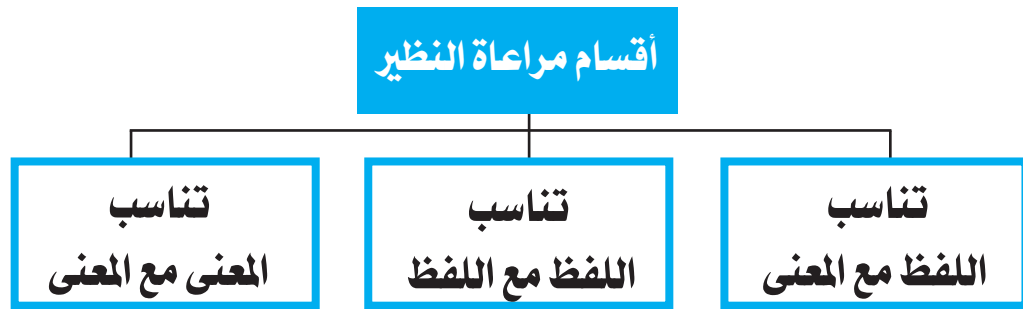 أقسام مراعاة النظير
تناسب
اللفظ مع المعنى
تناسب
اللفظ مع اللفظ
تناسب
المعنى مع المعنى